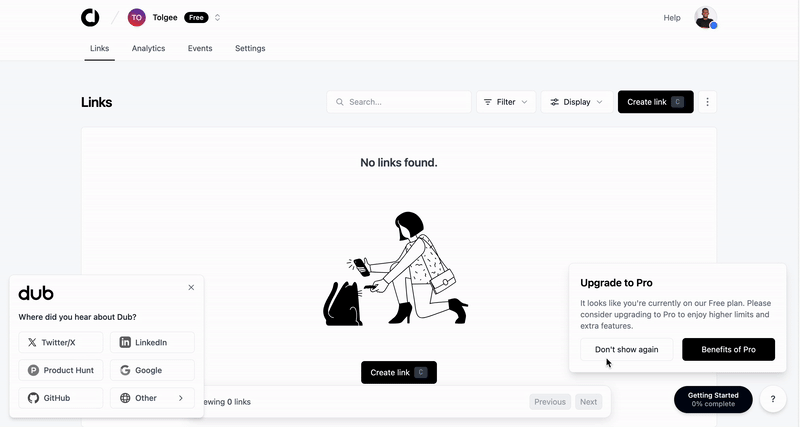 TO Tolgee Free
Help
Links Analytics Events Settings
Links
Search...
Filter
Display
Create link C
No links found.
Create link C
ewing 0 links
Previous Next
dub
Where did you hear about Dub?
Twitter/X LinkedIn
Product Hunt Google
GitHub Other
Upgrade to Pro
It looks like you're currently on our Free plan. Please
consider upgrading to Pro to enjoy higher limits and
extra features.
Don't show again Benefits of Pro
Getting Started
0% complete
?